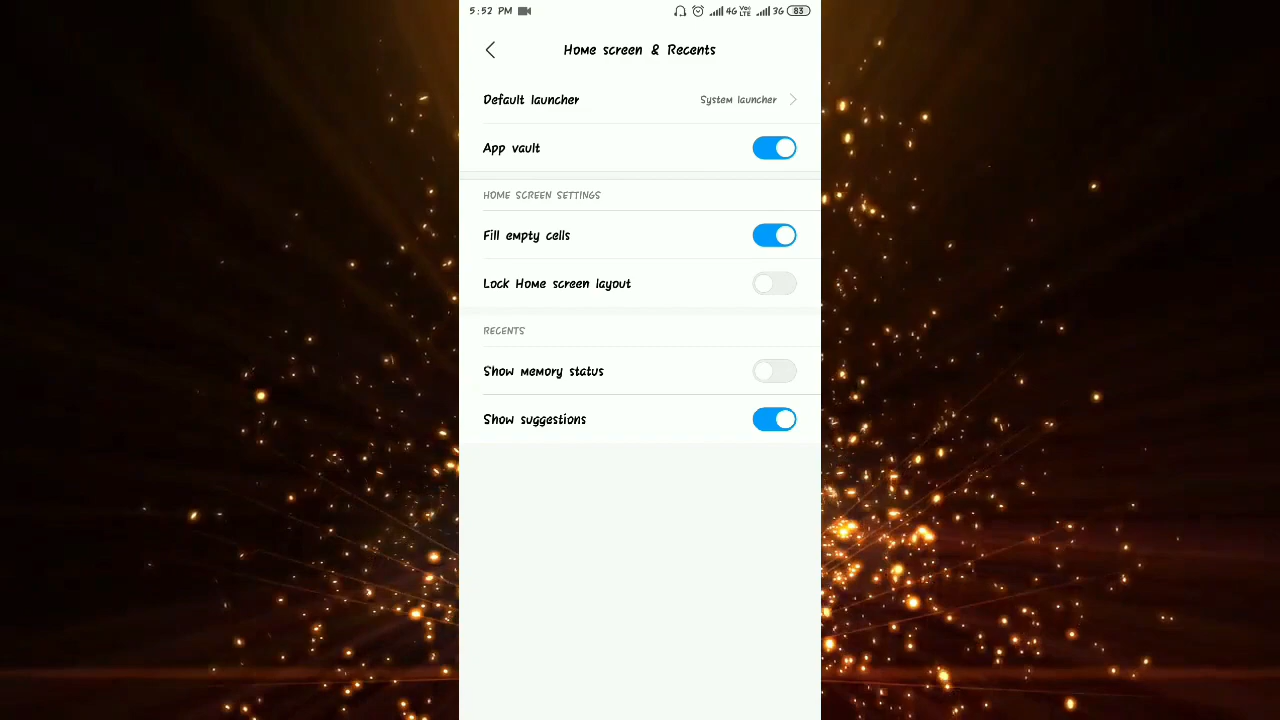 5:52 PM 4G VoLTE 3G 83
Home screen & Recents
Default launcher System launcher
App vault
HOME SCREEN SETTINGS
Fill empty cells
Lock Home screen layout
RECENTS
Show memory status
Show suggestions